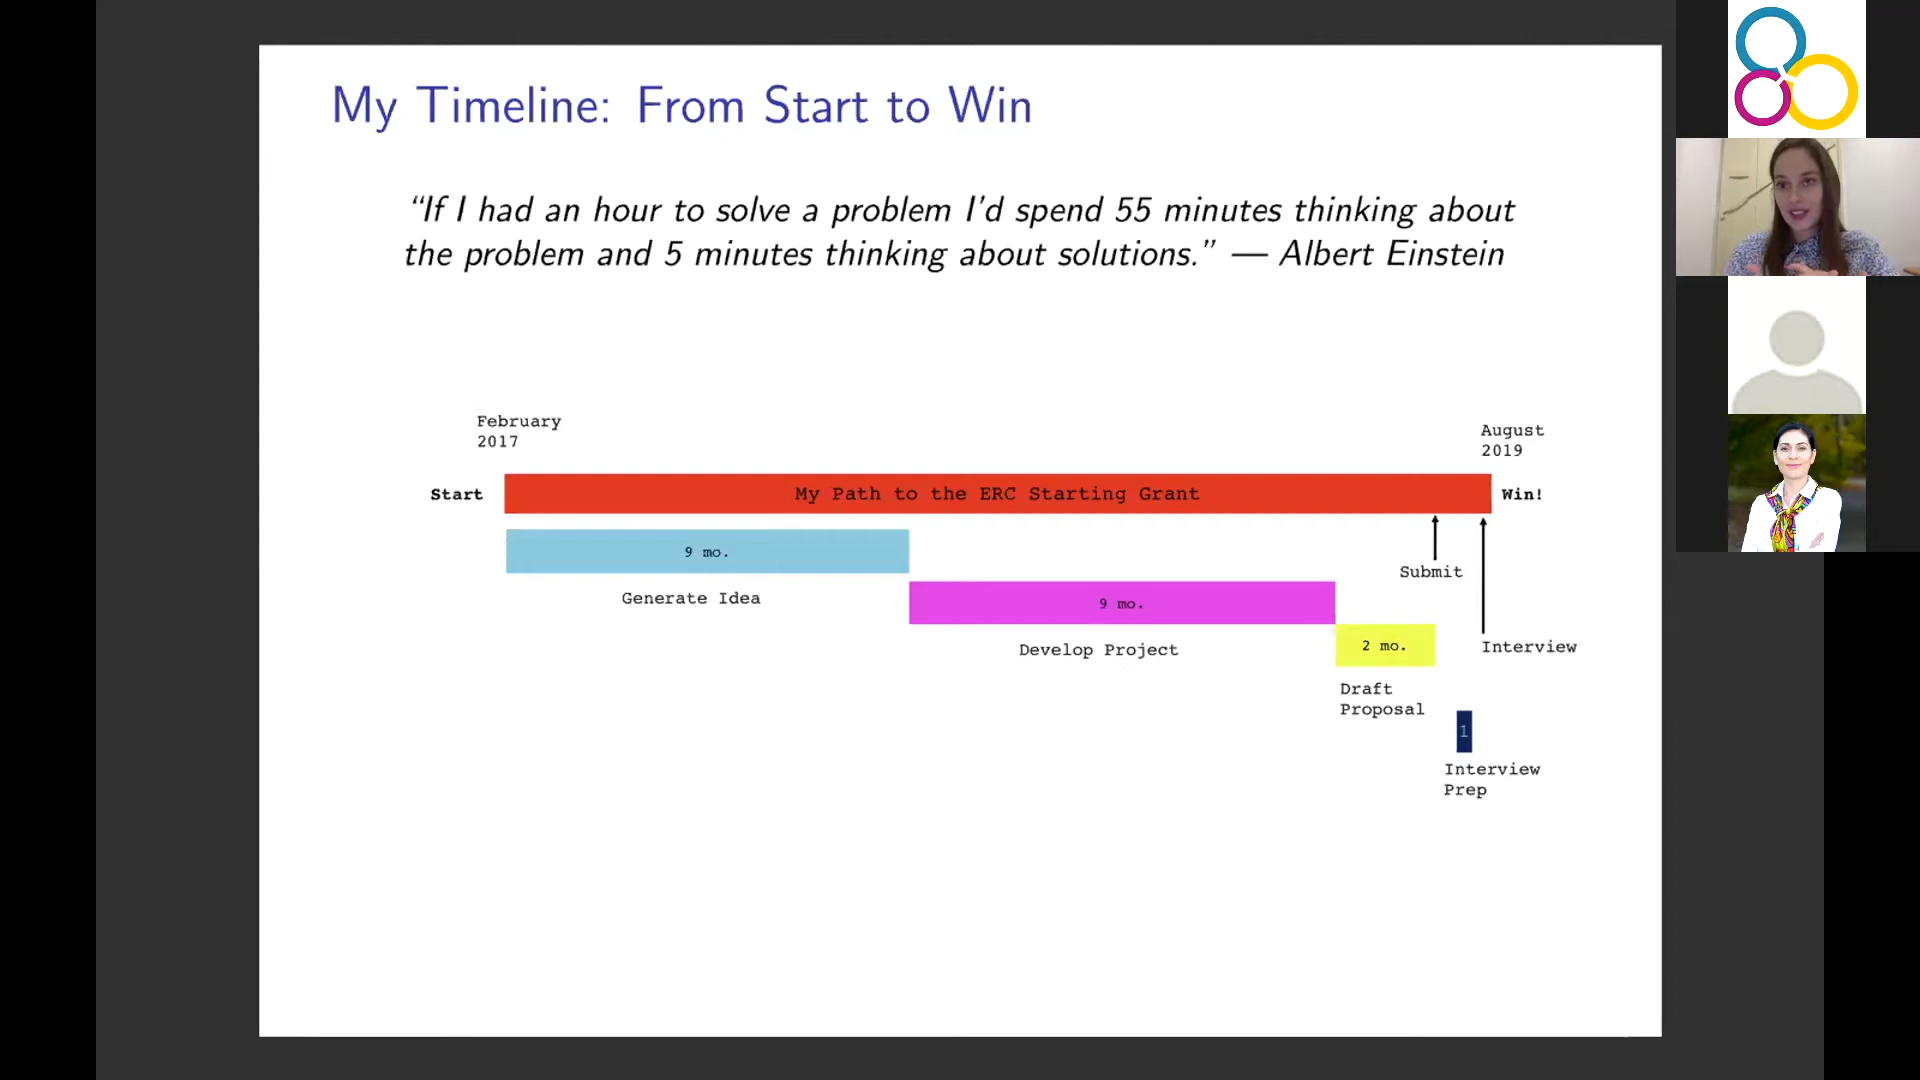 My Timeline: From Start to Win
“If I had an hour to solve a problem I’d spend 55 minutes thinking about
the problem and 5 minutes thinking about solutions.” — Albert Einstein
February
2017
August
2019
Start
My Path to the ERC Starting Grant
Win!
9 mo.
Generate Idea
Submit
9 mo.
Develop Project
2 mo.
Interview
Draft
Proposal
1
Interview
Prep